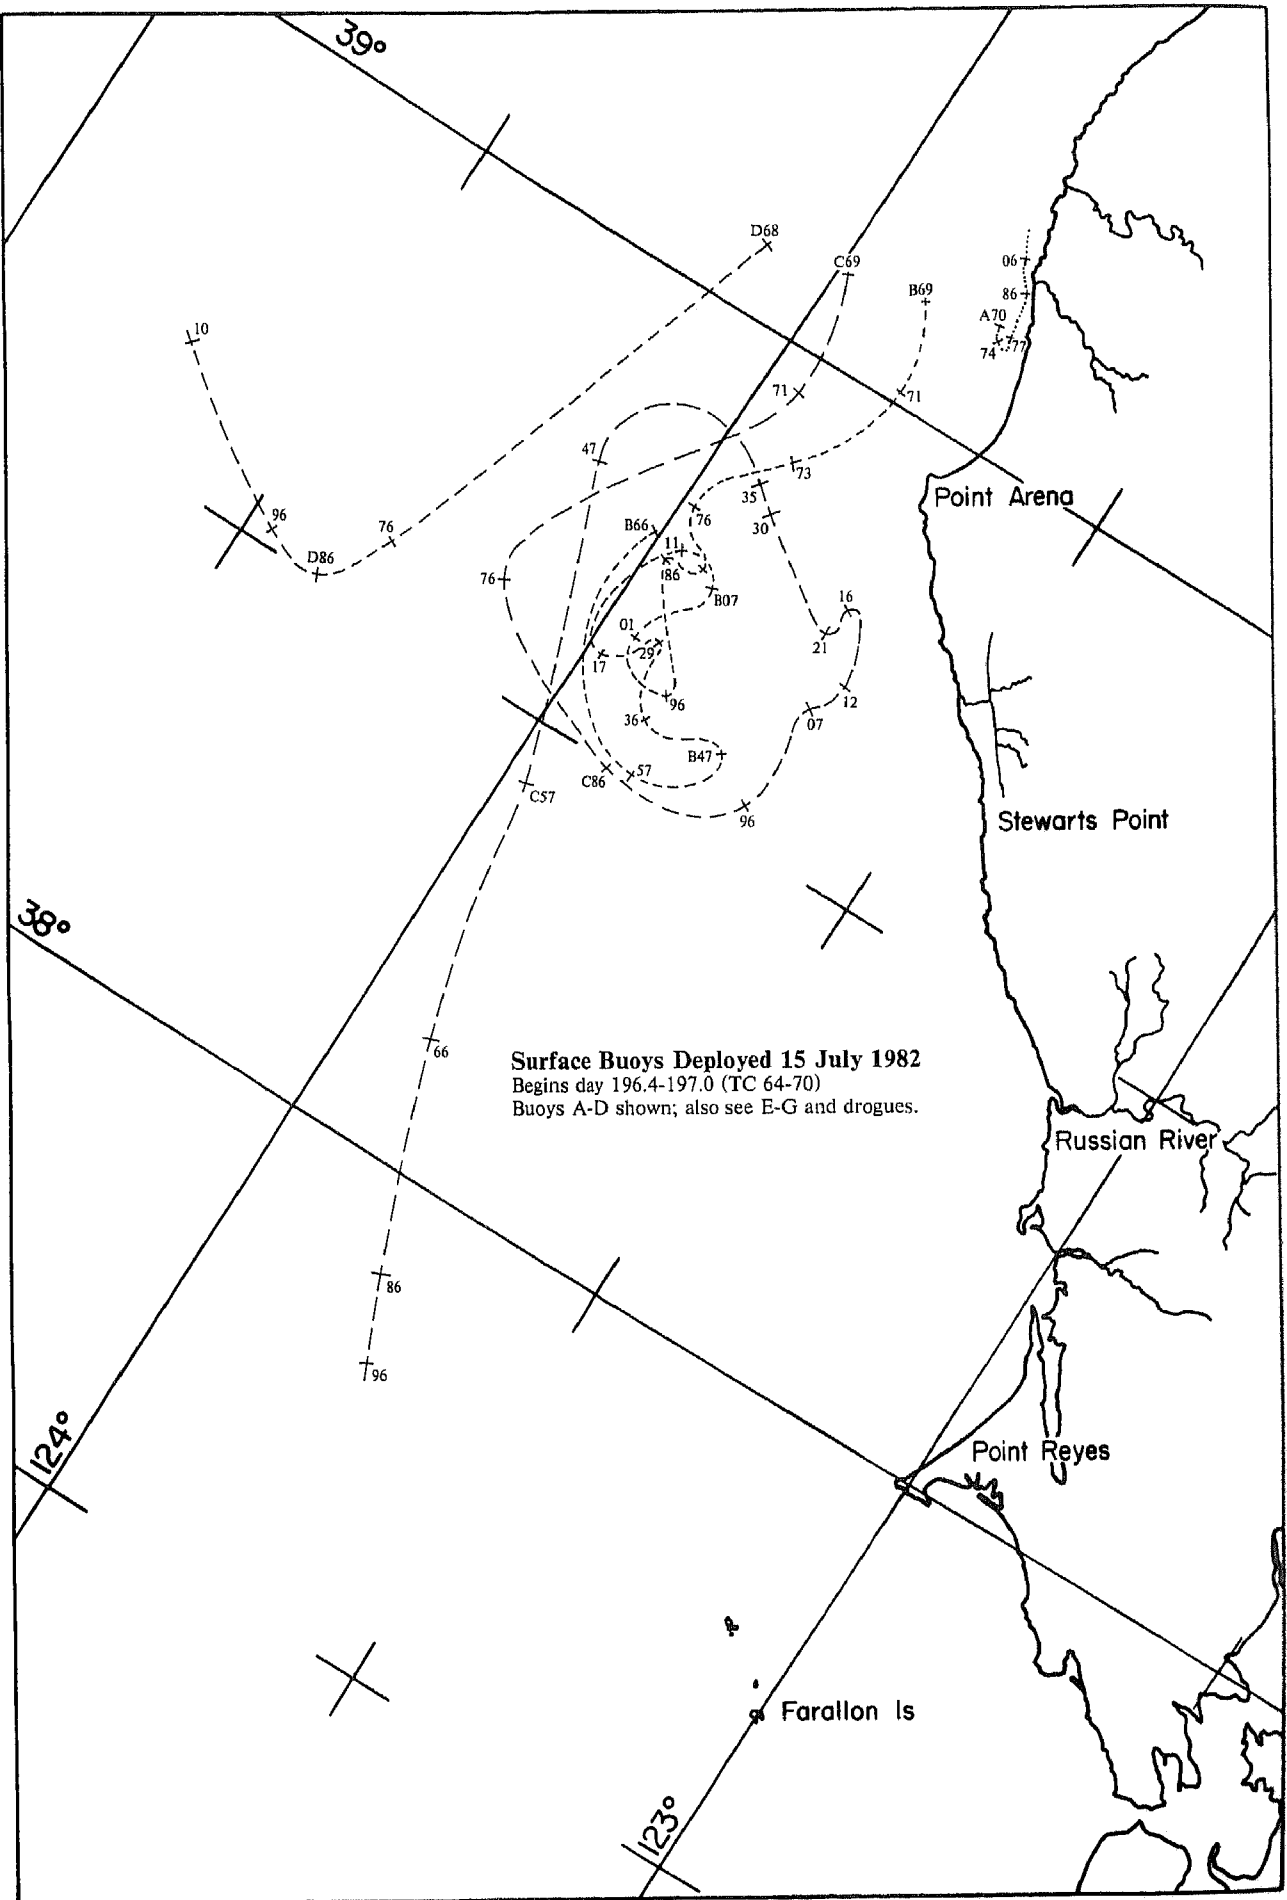 39°
D68
C69
06
B69
86
10
A70
74
77
71
71
47
73
35
Point Arena
96
76
76
30
B66
11
D86
86
76
B07
16
01
21
29
17
12
96
07
36
B47
57
C86
C57
96
Stewarts Point
38°
66
Surface Buoys Deployed 15 July 1982
Begins day 196.4-197.0 (TC 64-70)
Buoys A-D shown; also see E-G and drogues.
Russian River
86
96
124°
Point Reyes
Farallon Is
123°